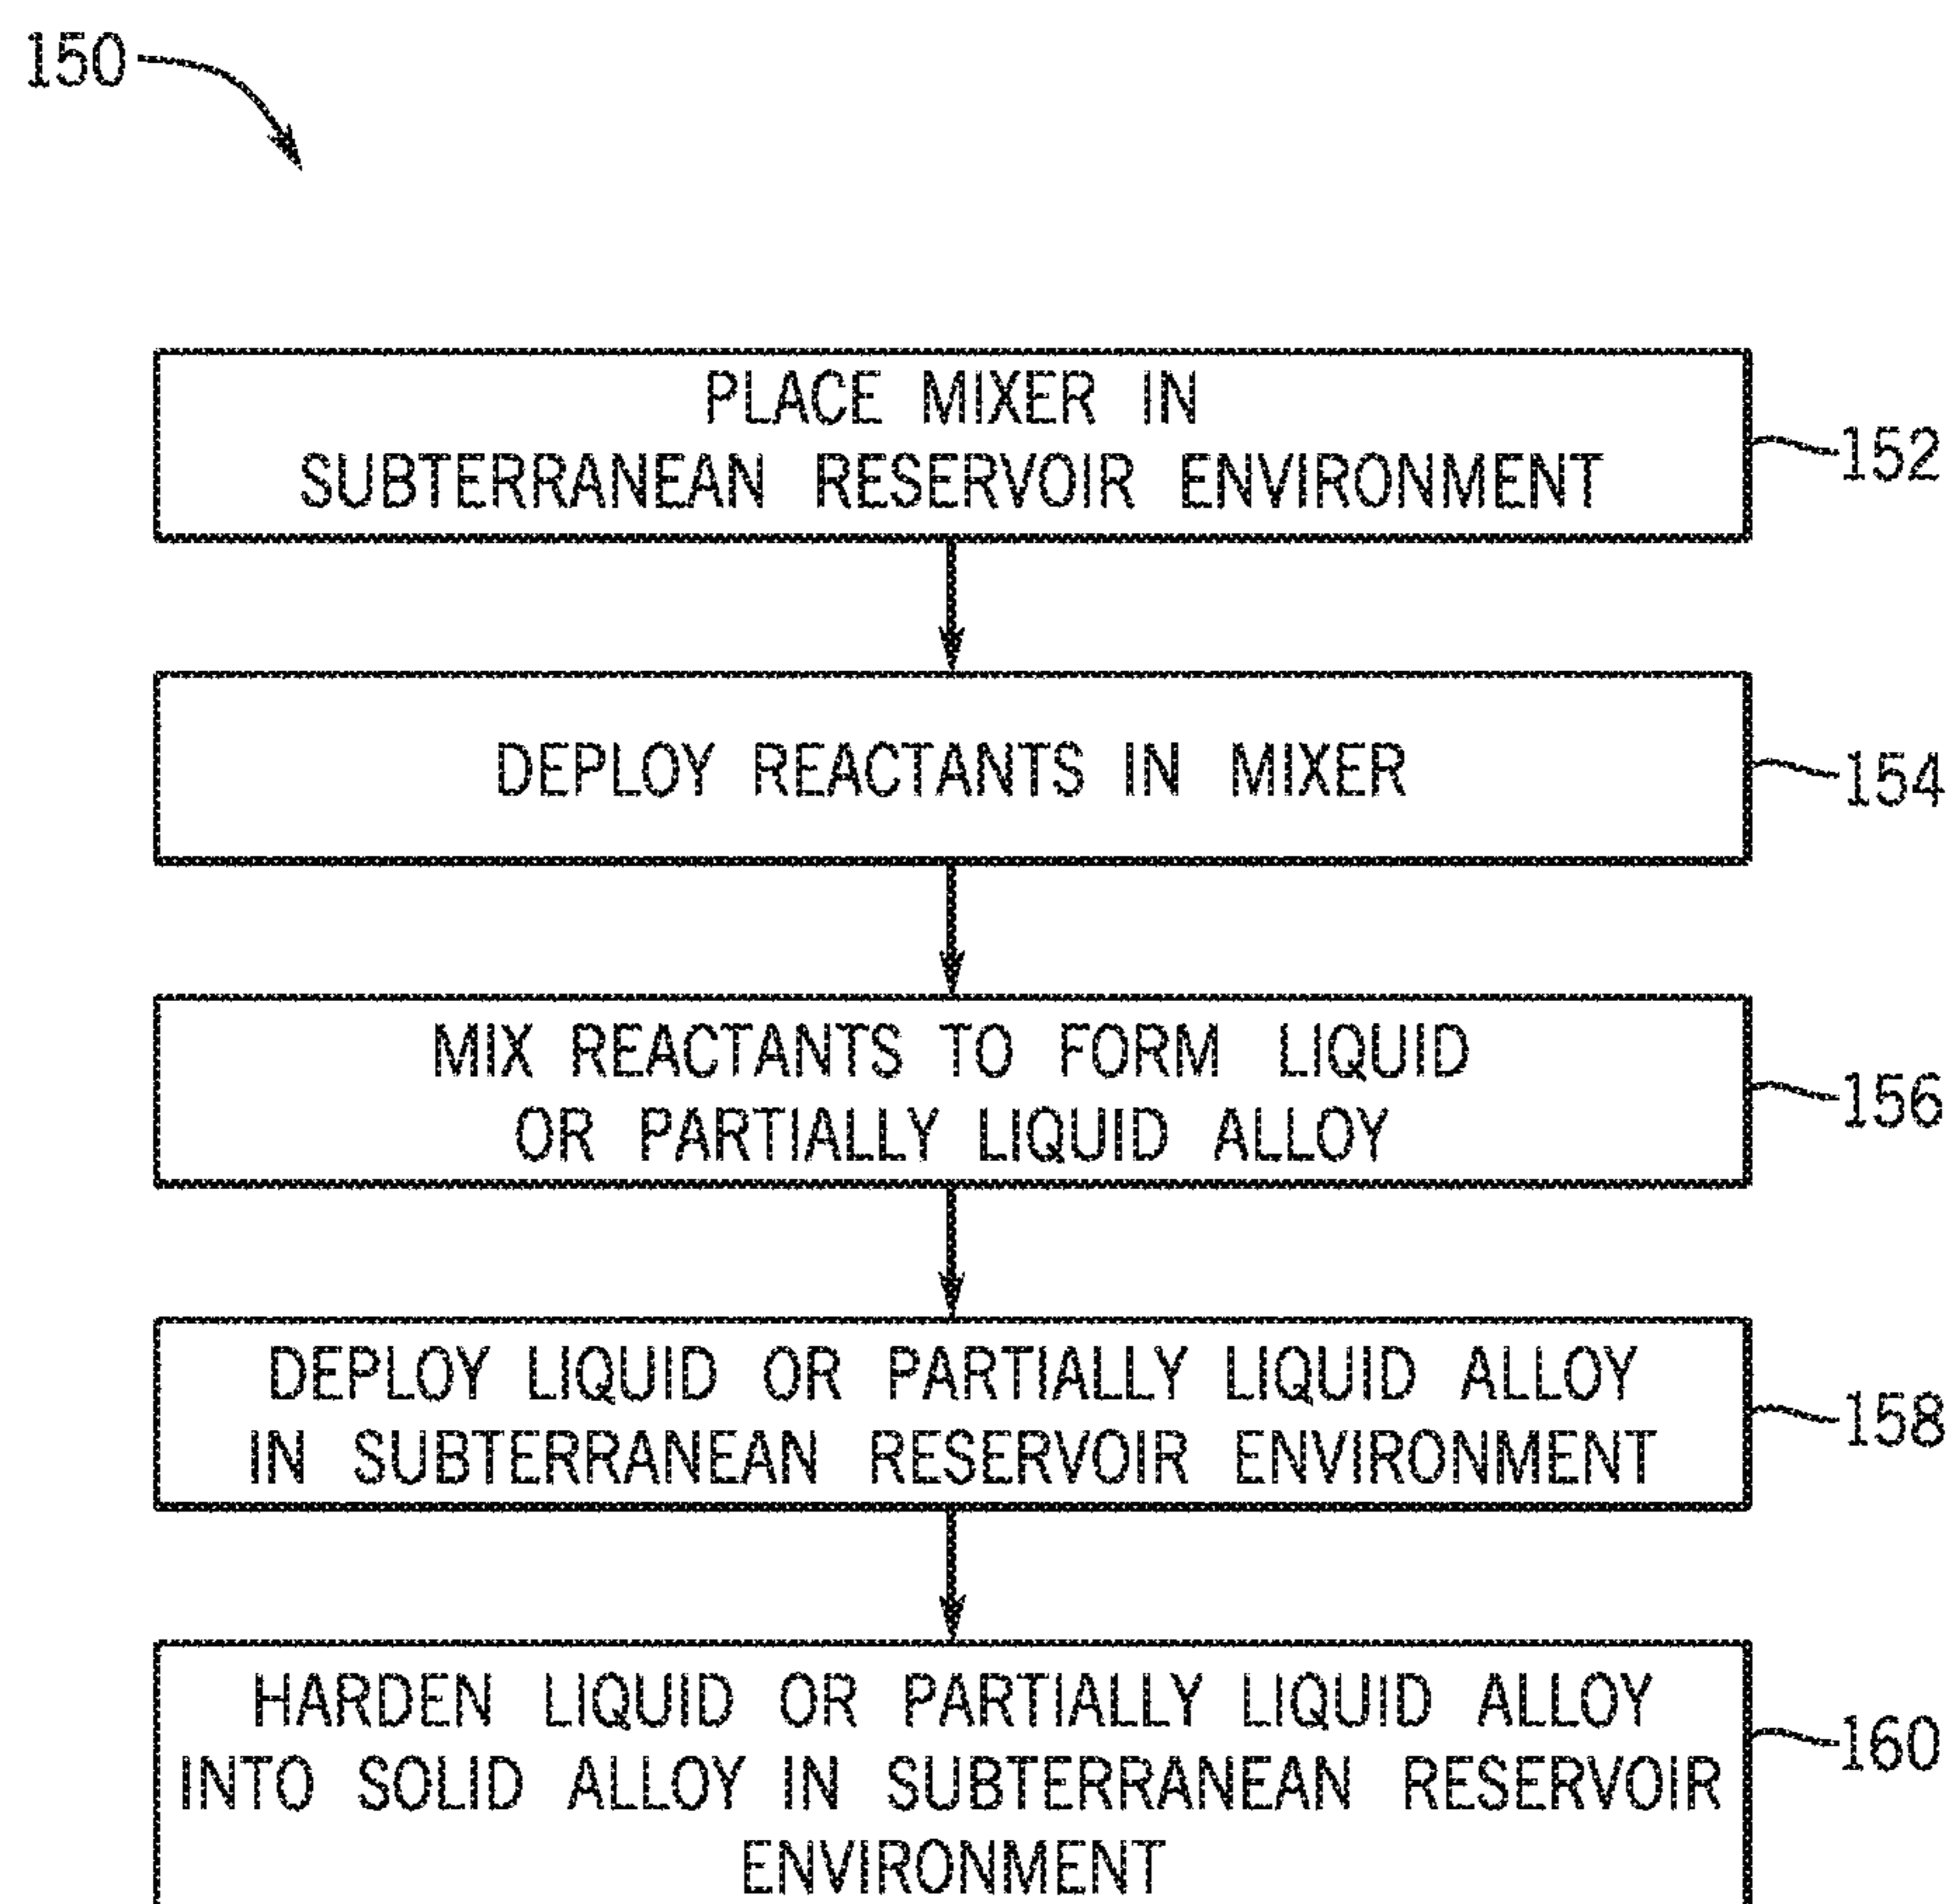 150
PLACE MIXER IN
SUBTERRANEAN RESERVOIR ENVIRONMENT
152
DEPLOY REACTANTS IN MIXER
154
MIX REACTANTS TO FORM LIQUID
OR PARTIALLY LIQUID ALLOY
156
DEPLOY LIQUID OR PARTIALLY LIQUID ALLOY
IN SUBTERRANEAN RESERVOIR ENVIRONMENT
158
HARDEN LIQUID OR PARTIALLY LIQUID ALLOY
INTO SOLID ALLOY IN SUBTERRANEAN RESERVOIR
ENVIRONMENT
160